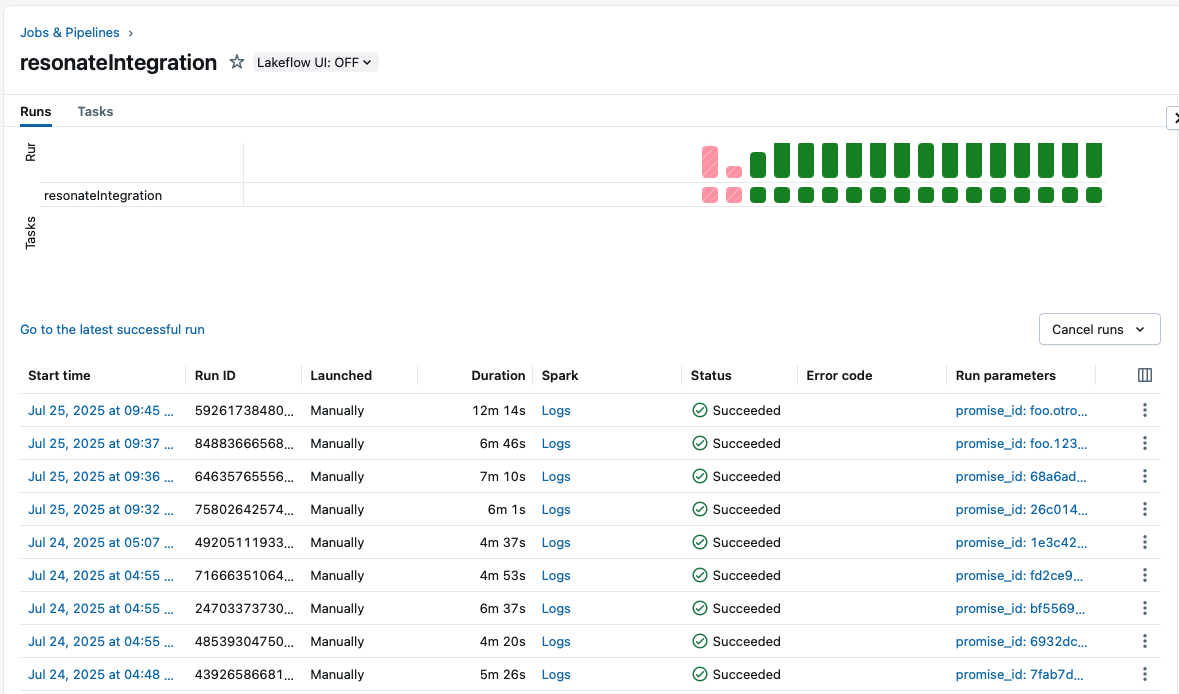 Jobs & Pipelines ›
resonateIntegration Lakeflow UI: OFF
Runs Tasks
resonateIntegration
Tasks
Go to the latest successful run Cancel runs
Start time Run ID Launched Duration Spark Status Error code Run parameters
Jul 25, 2025 at 09:45 ... 59261738480... Manually 12m 14s Logs Succeeded promise_id: foo.otro...
Jul 25, 2025 at 09:37 ... 84883666568... Manually 6m 46s Logs Succeeded promise_id: foo.123...
Jul 25, 2025 at 09:36 ... 64635765556... Manually 7m 10s Logs Succeeded promise_id: 68a6ad...
Jul 25, 2025 at 09:32 ... 75802642574... Manually 6m 1s Logs Succeeded promise_id: 26c014...
Jul 24, 2025 at 05:07 ... 49205111933... Manually 4m 37s Logs Succeeded promise_id: 1e3c42...
Jul 24, 2025 at 04:55 ... 71666351064... Manually 4m 53s Logs Succeeded promise_id: fd2ce9...
Jul 24, 2025 at 04:55 ... 24703373730... Manually 6m 37s Logs Succeeded promise_id: bf5569...
Jul 24, 2025 at 04:55 ... 48539304750... Manually 4m 20s Logs Succeeded promise_id: 6932dc...
Jul 24, 2025 at 04:48 ... 43926586681... Manually 5m 26s Logs Succeeded promise_id: 7fab7d...